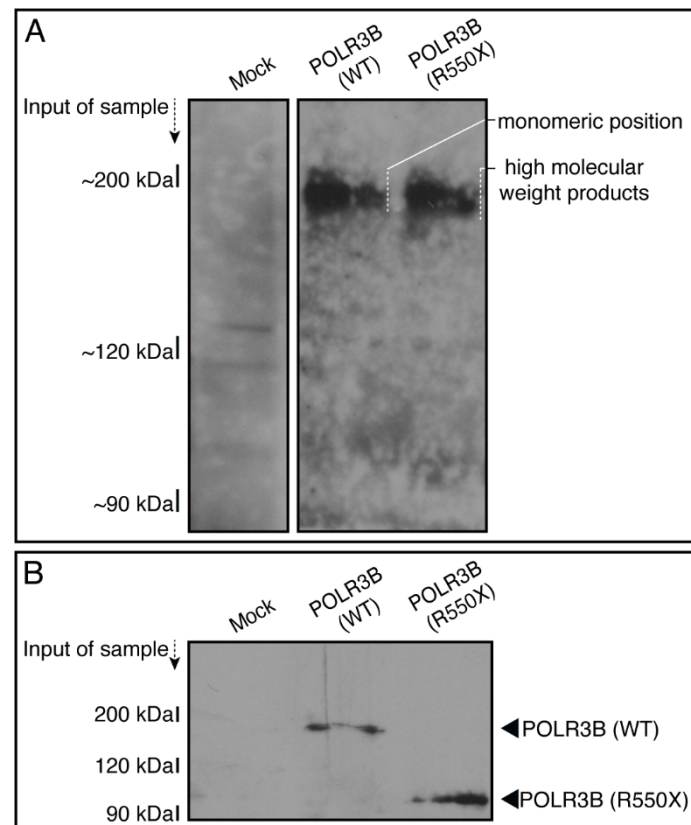 A
Mock
POLR3B
(WT)
POLR3B
(R550X)
Input of sample
monomeric position
high molecular
weight products
~200 kDa
~120 kDa
~90 kDa
B
Mock
POLR3B
(WT)
POLR3B
(R550X)
Input of sample
200 kDa
POLR3B (WT)
120 kDa
POLR3B (R550X)
90 kDa